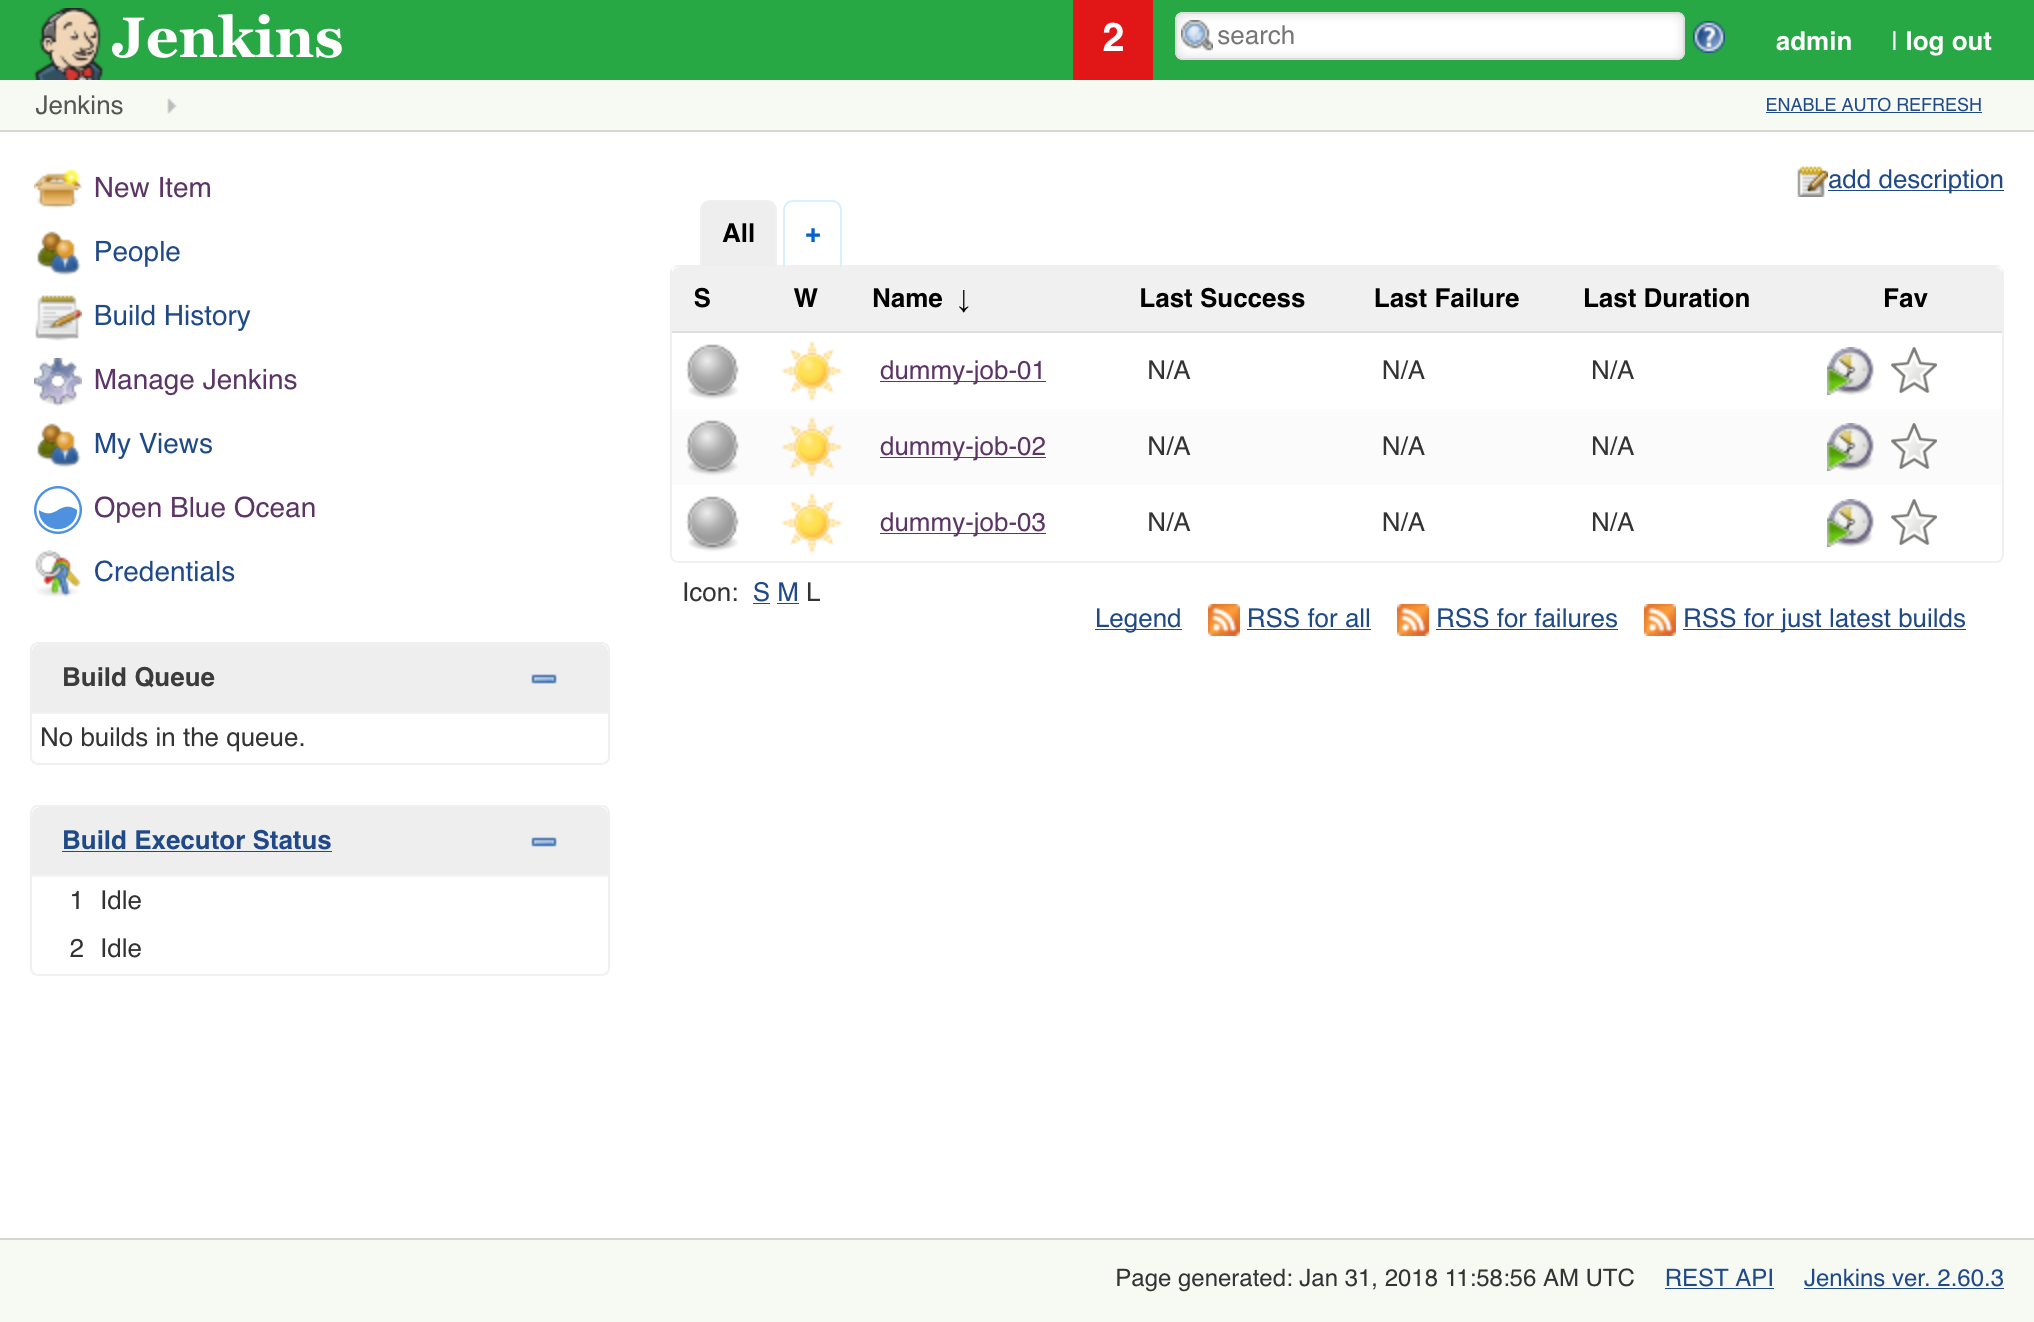 Jenkins
2
search
admin | log out
Jenkins
ENABLE AUTO REFRESH
New Item
People
Build History
Manage Jenkins
My Views
Open Blue Ocean
Credentials
Build Queue
No builds in the queue.
Build Executor Status
1 Idle
2 Idle
add description
All +
S W Name ↓ Last Success Last Failure Last Duration Fav
dummy-job-01 N/A N/A N/A
dummy-job-02 N/A N/A N/A
dummy-job-03 N/A N/A N/A
Icon: S M L
Legend RSS for all RSS for failures RSS for just latest builds
Page generated: Jan 31, 2018 11:58:56 AM UTC REST API Jenkins ver. 2.60.3